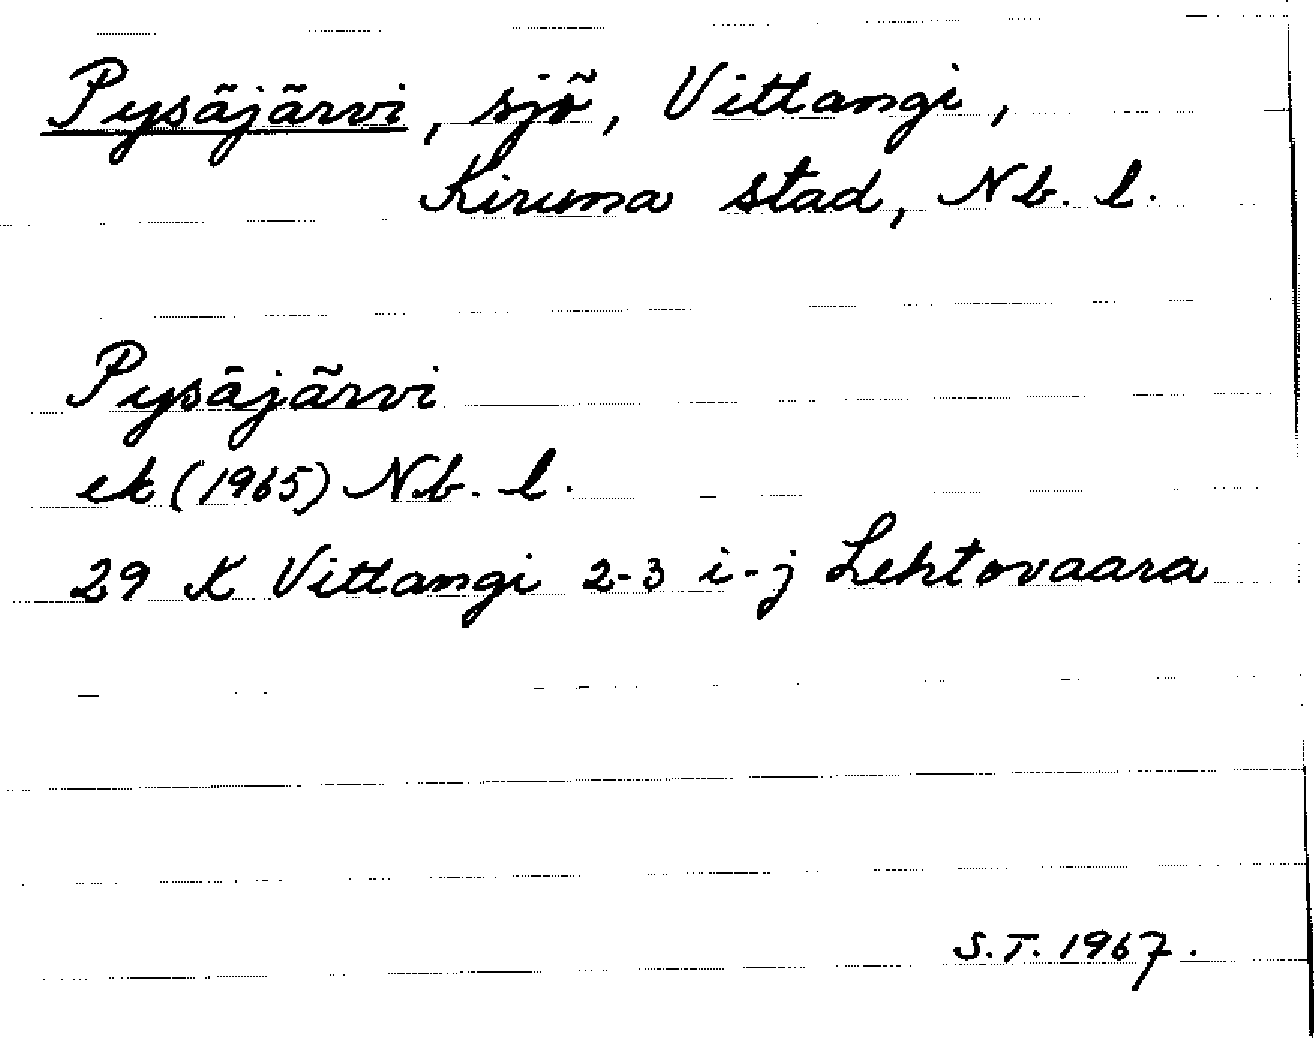 Pysäjärvi, sjö, Vittangi,
Kiruna stad, Nb. l.
Pysäjärvi
ek (1965) Nb. l.
29 K Vittangi 2-3 i-j Lehtovaara
S.T. 1967.